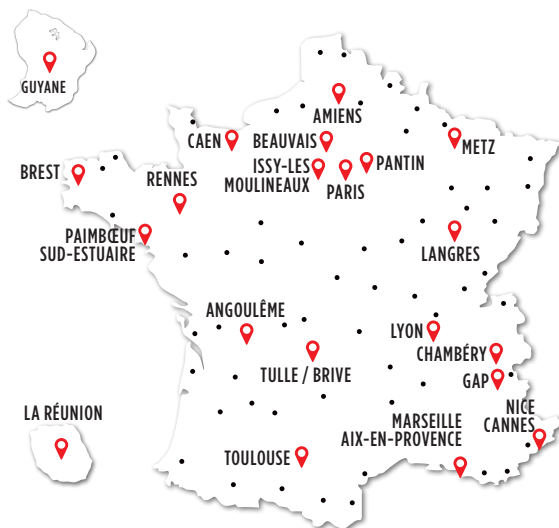 GUYANE
AMIENS
CAEN
BEAUVAIS
METZ
ISSY-LES
MOULINEAUX
PANTIN
PARIS
BREST
RENNES
PAIMBŒUF
SUD-ESTUAIRE
LANGRES
ANGOULÊME
LYON
CHAMBÉRY
TULLE / BRIVE
GAP
LA RÉUNION
NICE
CANNES
MARSEILLE
AIX-EN-PROVENCE
TOULOUSE